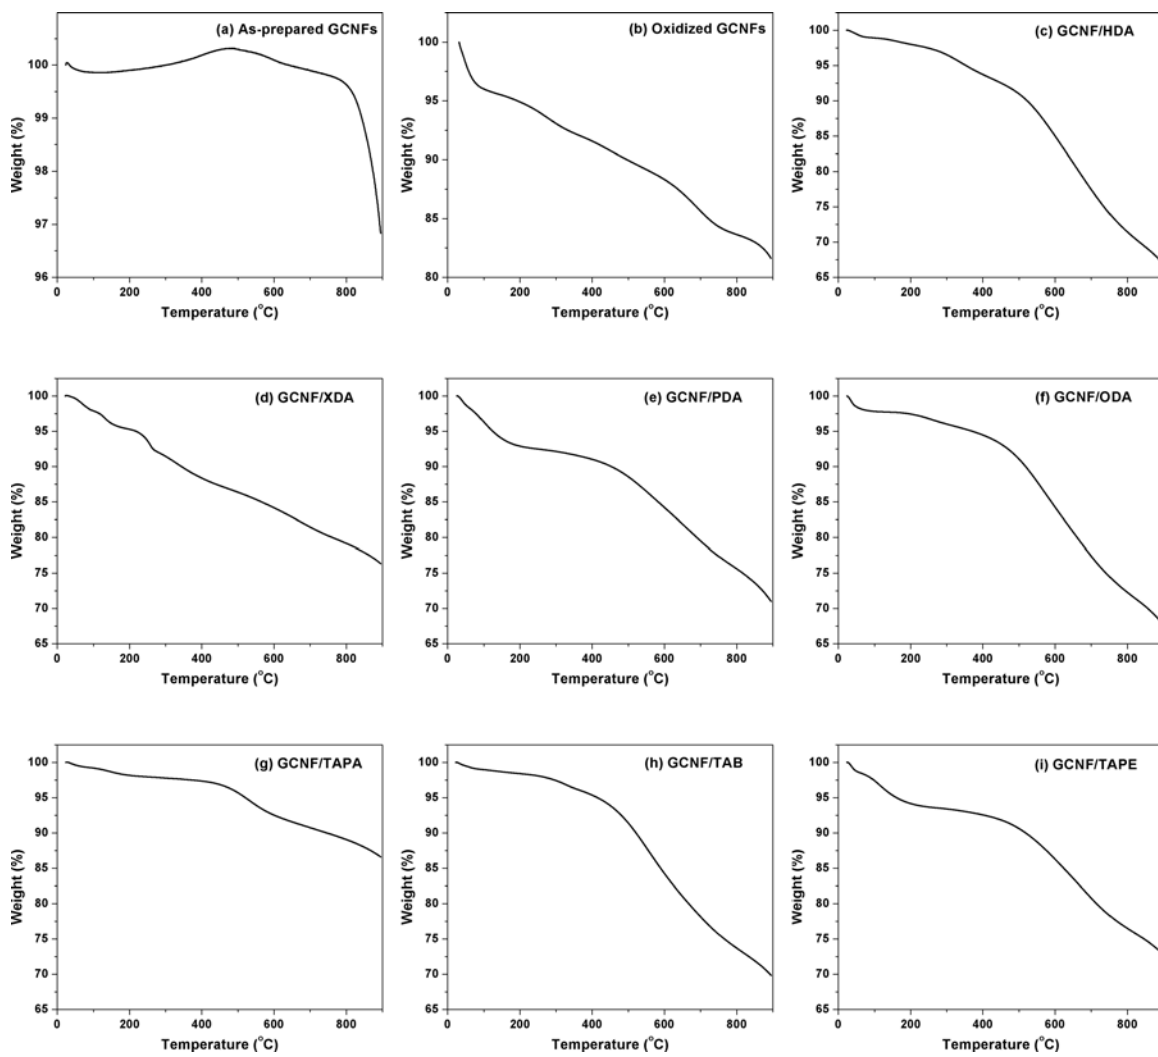 (a) As-prepared GCNFs
100
99
98
97
96
Weight (%)
0 200 400 600 800
Temperature (°C)
(b) Oxidized GCNFs
100
95
90
85
80
Weight (%)
0 200 400 600 800
Temperature (°C)
(c) GCNF/HDA
100
95
90
85
80
75
70
65
Weight (%)
0 200 400 600 800
Temperature (°C)
(d) GCNF/XDA
100
95
90
85
80
75
70
65
Weight (%)
0 200 400 600 800
Temperature (°C)
(e) GCNF/PDA
100
95
90
85
80
75
70
65
Weight (%)
0 200 400 600 800
Temperature (°C)
(f) GCNF/ODA
100
95
90
85
80
75
70
65
Weight (%)
0 200 400 600 800
Temperature (°C)
(g) GCNF/TAPA
100
95
90
85
80
75
70
65
Weight (%)
0 200 400 600 800
Temperature (°C)
(h) GCNF/TAB
100
95
90
85
80
75
70
65
Weight (%)
0 200 400 600 800
Temperature (°C)
(i) GCNF/TAPE
100
95
90
85
80
75
70
65
Weight (%)
0 200 400 600 800
Temperature (°C)